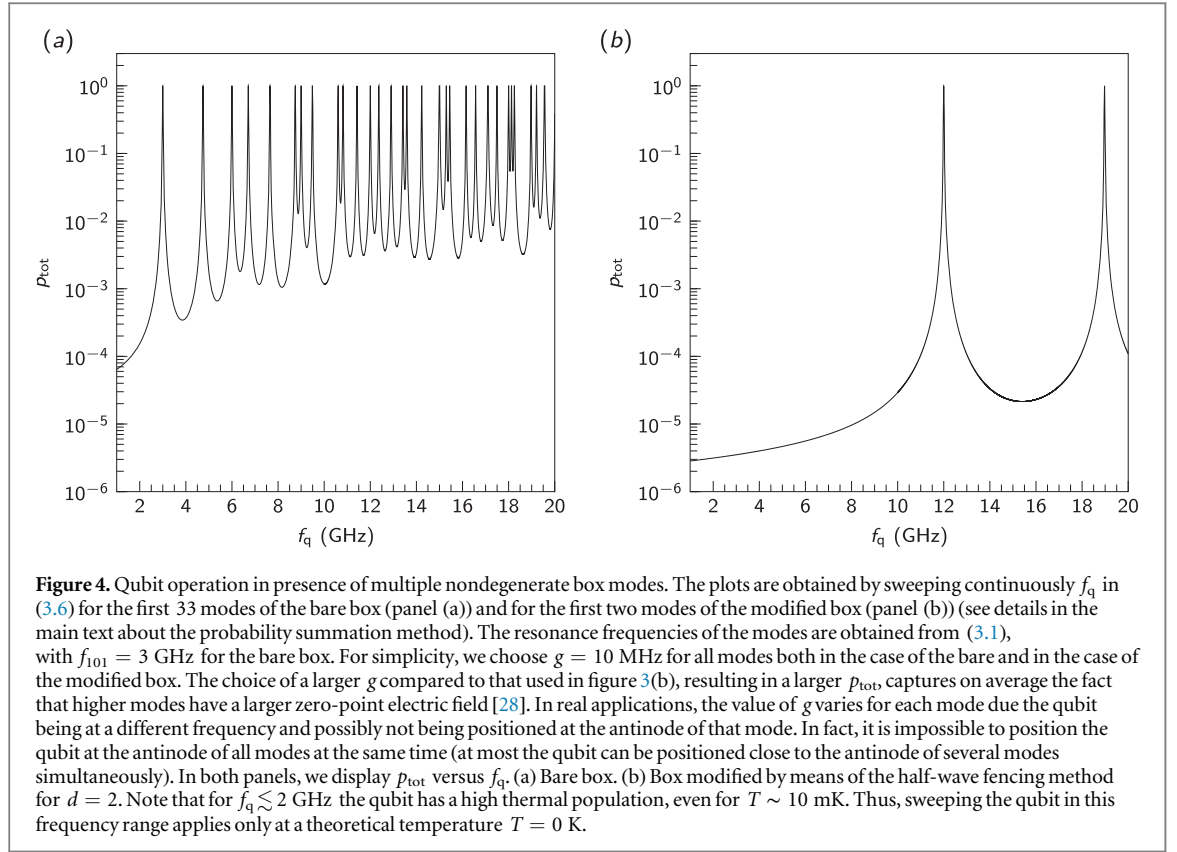 (a)
(b)
10⁰
10⁻¹
10⁻²
10⁻³
10⁻⁴
10⁻⁵
10⁻⁶
p_tot
2 4 6 8 10 12 14 16 18 20
f_q (GHz)
10⁰
10⁻¹
10⁻²
10⁻³
10⁻⁴
10⁻⁵
10⁻⁶
p_tot
2 4 6 8 10 12 14 16 18 20
f_q (GHz)
Figure 4. Qubit operation in presence of multiple nondegenerate box modes. The plots are obtained by sweeping continuously f_q in
(3.6) for the first 33 modes of the bare box (panel (a)) and for the first two modes of the modified box (panel (b)) (see details in the
main text about the probability summation method). The resonance frequencies of the modes are obtained from (3.1),
with f₁₀₁ = 3 GHz for the bare box. For simplicity, we choose g = 10 MHz for all modes both in the case of the bare and in the case of
the modified box. The choice of a larger g compared to that used in figure 3(b), resulting in a larger p_tot, captures on average the fact
that higher modes have a larger zero-point electric field [28]. In real applications, the value of g varies for each mode due the qubit
being at a different frequency and possibly not being positioned at the antinode of that mode. In fact, it is impossible to position the
qubit at the antinode of all modes at the same time (at most the qubit can be positioned close to the antinode of several modes
simultaneously). In both panels, we display p_tot versus f_q. (a) Bare box. (b) Box modified by means of the half-wave fencing method
for d = 2. Note that for f_q ≲ 2 GHz the qubit has a high thermal population, even for T ~ 10 mK. Thus, sweeping the qubit in this
frequency range applies only at a theoretical temperature T = 0 K.